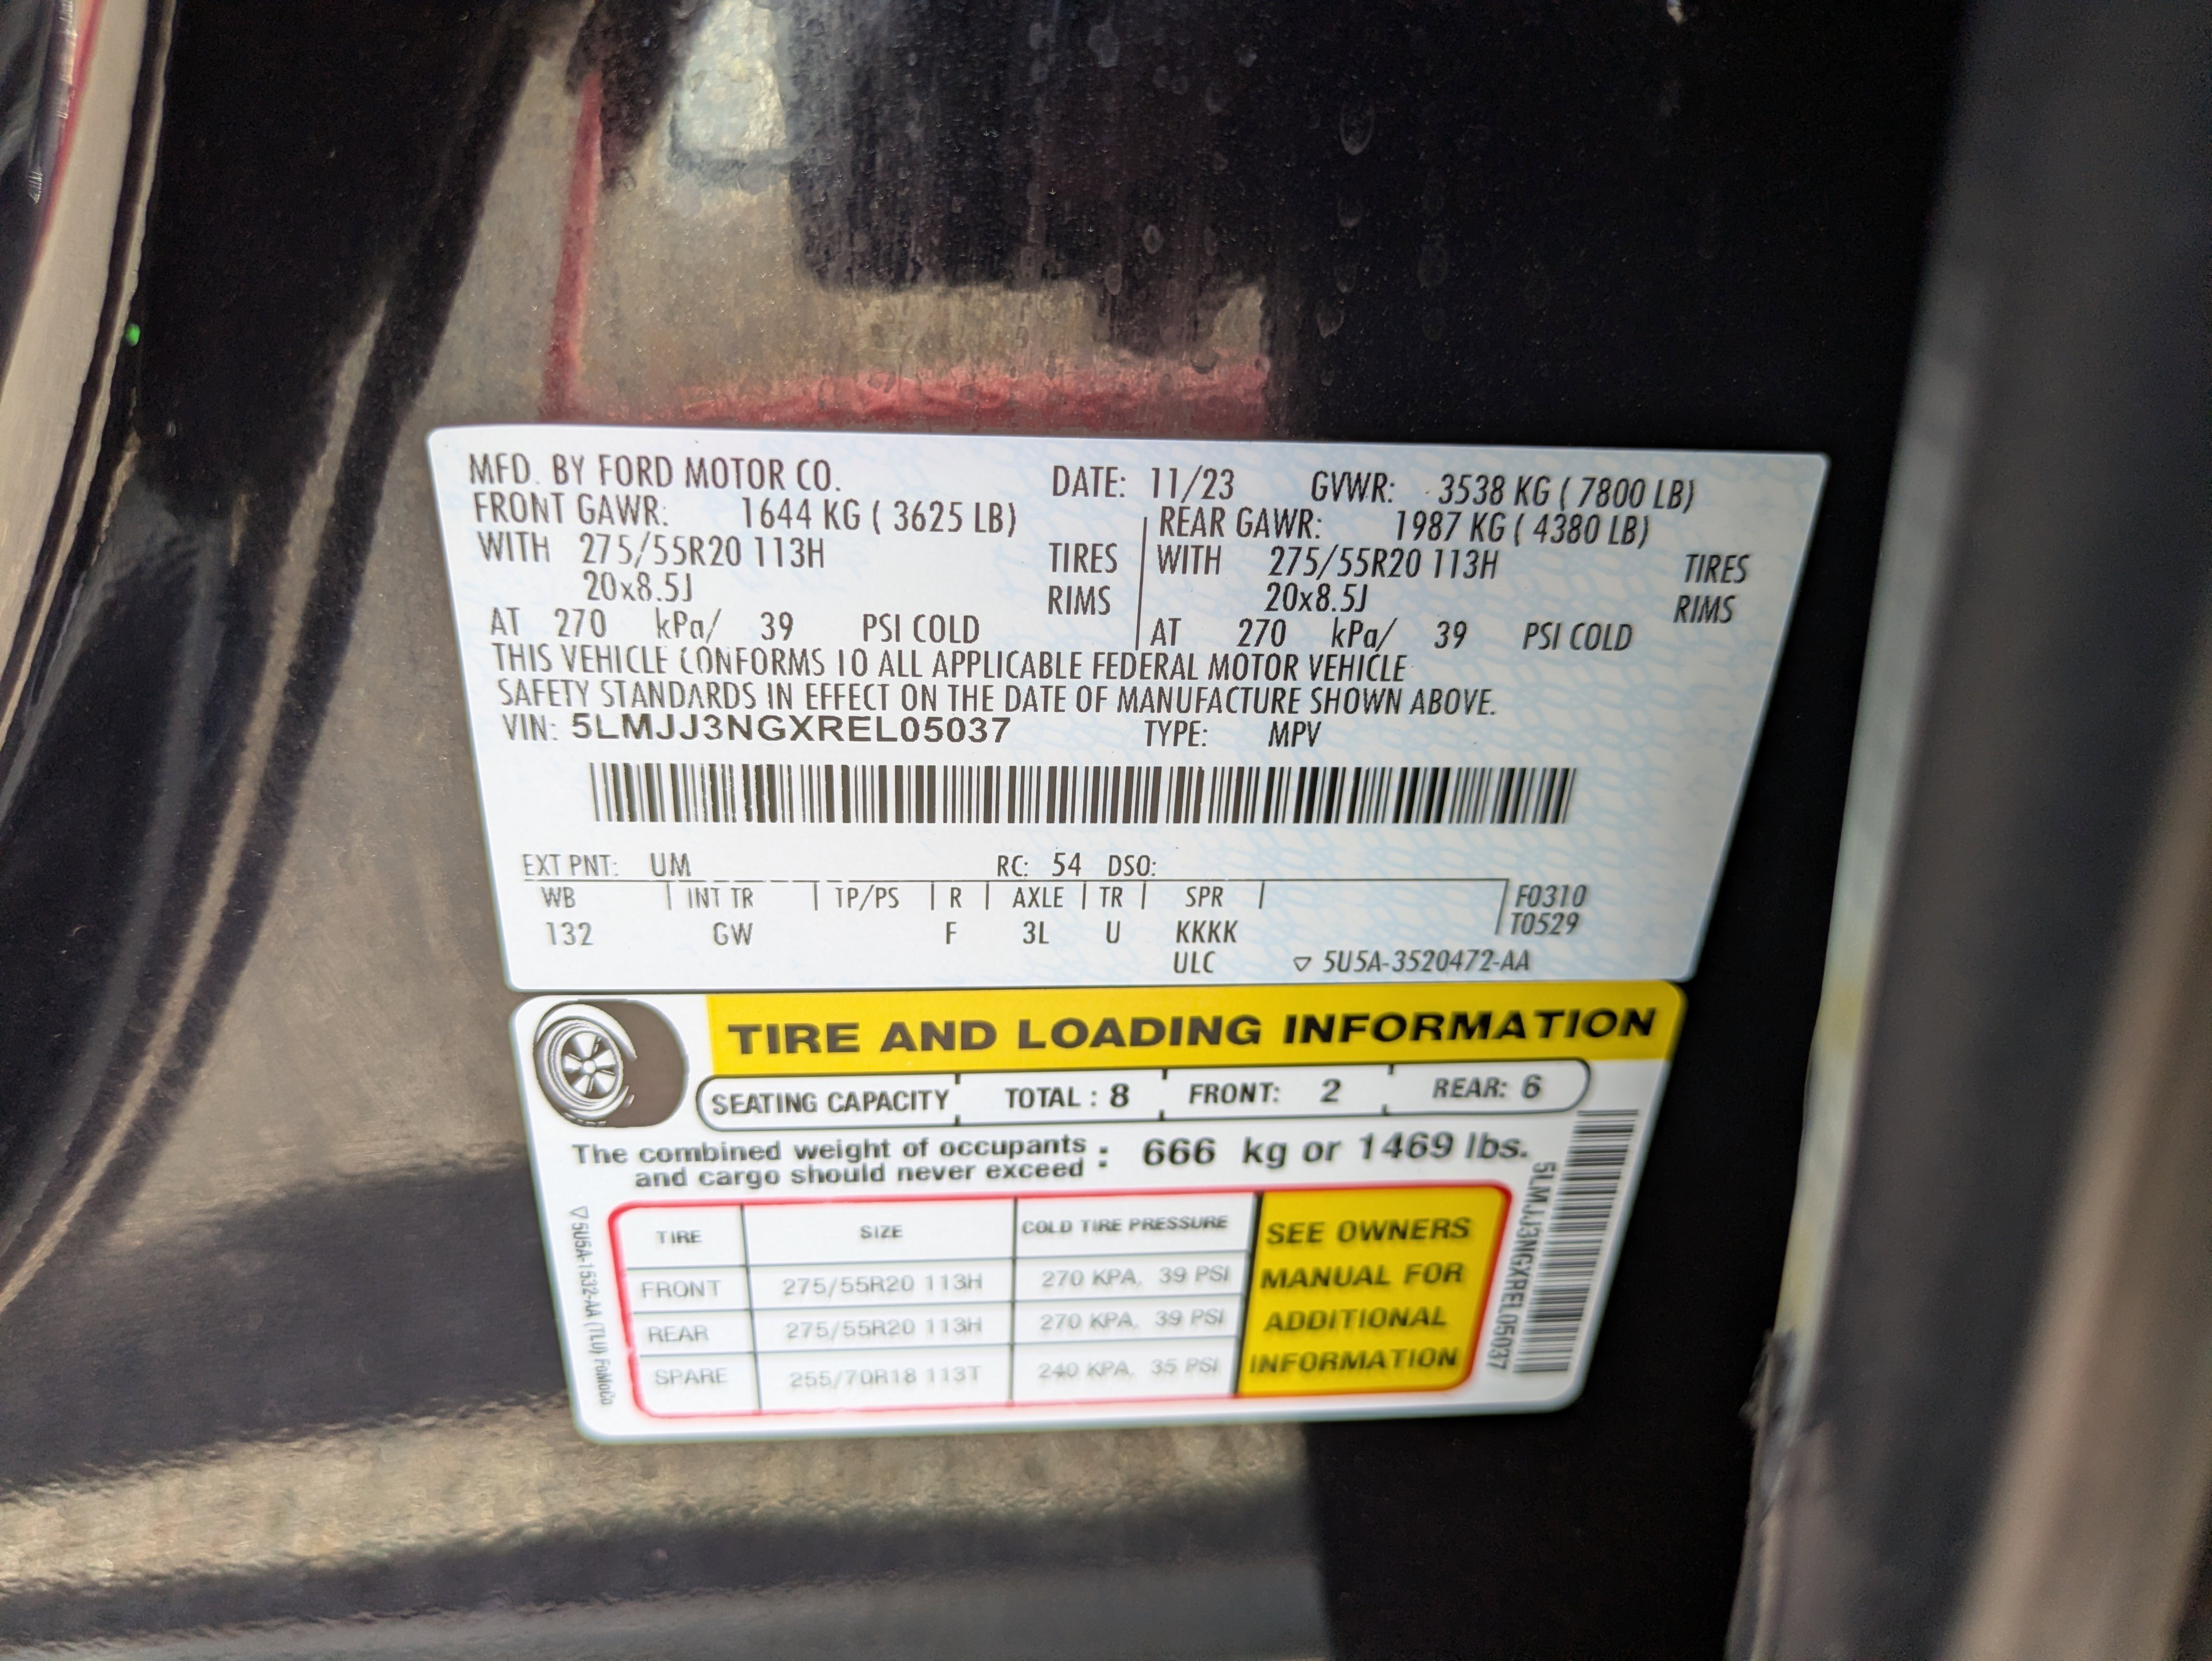 MFD. BY FORD MOTOR CO. DATE: 11/23 GVWR: 3538 KG ( 7800 LB)
FRONT GAWR: 1644 KG ( 3625 LB) REAR GAWR: 1987 KG ( 4380 LB)
WITH 275/55R20 113H TIRES WITH 275/55R20 113H TIRES
20x8.5J RIMS 20x8.5J RIMS
AT 270 kPa/ 39 PSI COLD AT 270 kPa/ 39 PSI COLD
THIS VEHICLE CONFORMS TO ALL APPLICABLE FEDERAL MOTOR VEHICLE
SAFETY STANDARDS IN EFFECT ON THE DATE OF MANUFACTURE SHOWN ABOVE.
VIN: 5LMJJ3NGXREL05037 TYPE: MPV
EXT PNT: UM RC: 54 DSO:
WB INT TR TP/PS R AXLE TR SPR F0310
T0529
132 GW F 3L U KKKK
ULC ▽ 5U5A-3520472-AA
TIRE AND LOADING INFORMATION
SEATING CAPACITY TOTAL : 8 FRONT: 2 REAR: 6
The combined weight of occupants
and cargo should never exceed : 666 kg or 1469 lbs.
TIRE SIZE COLD TIRE PRESSURE
FRONT 275/55R20 113H 270 KPA, 39 PSI
REAR 275/55R20 113H 270 KPA, 39 PSI
SPARE 255/70R18 113T 240 KPA, 35 PSI
SEE OWNERS
MANUAL FOR
ADDITIONAL
INFORMATION
5LMJJ3NGXREL05037
▽ 5U5A-1532-AA (TLU) FoMoCo